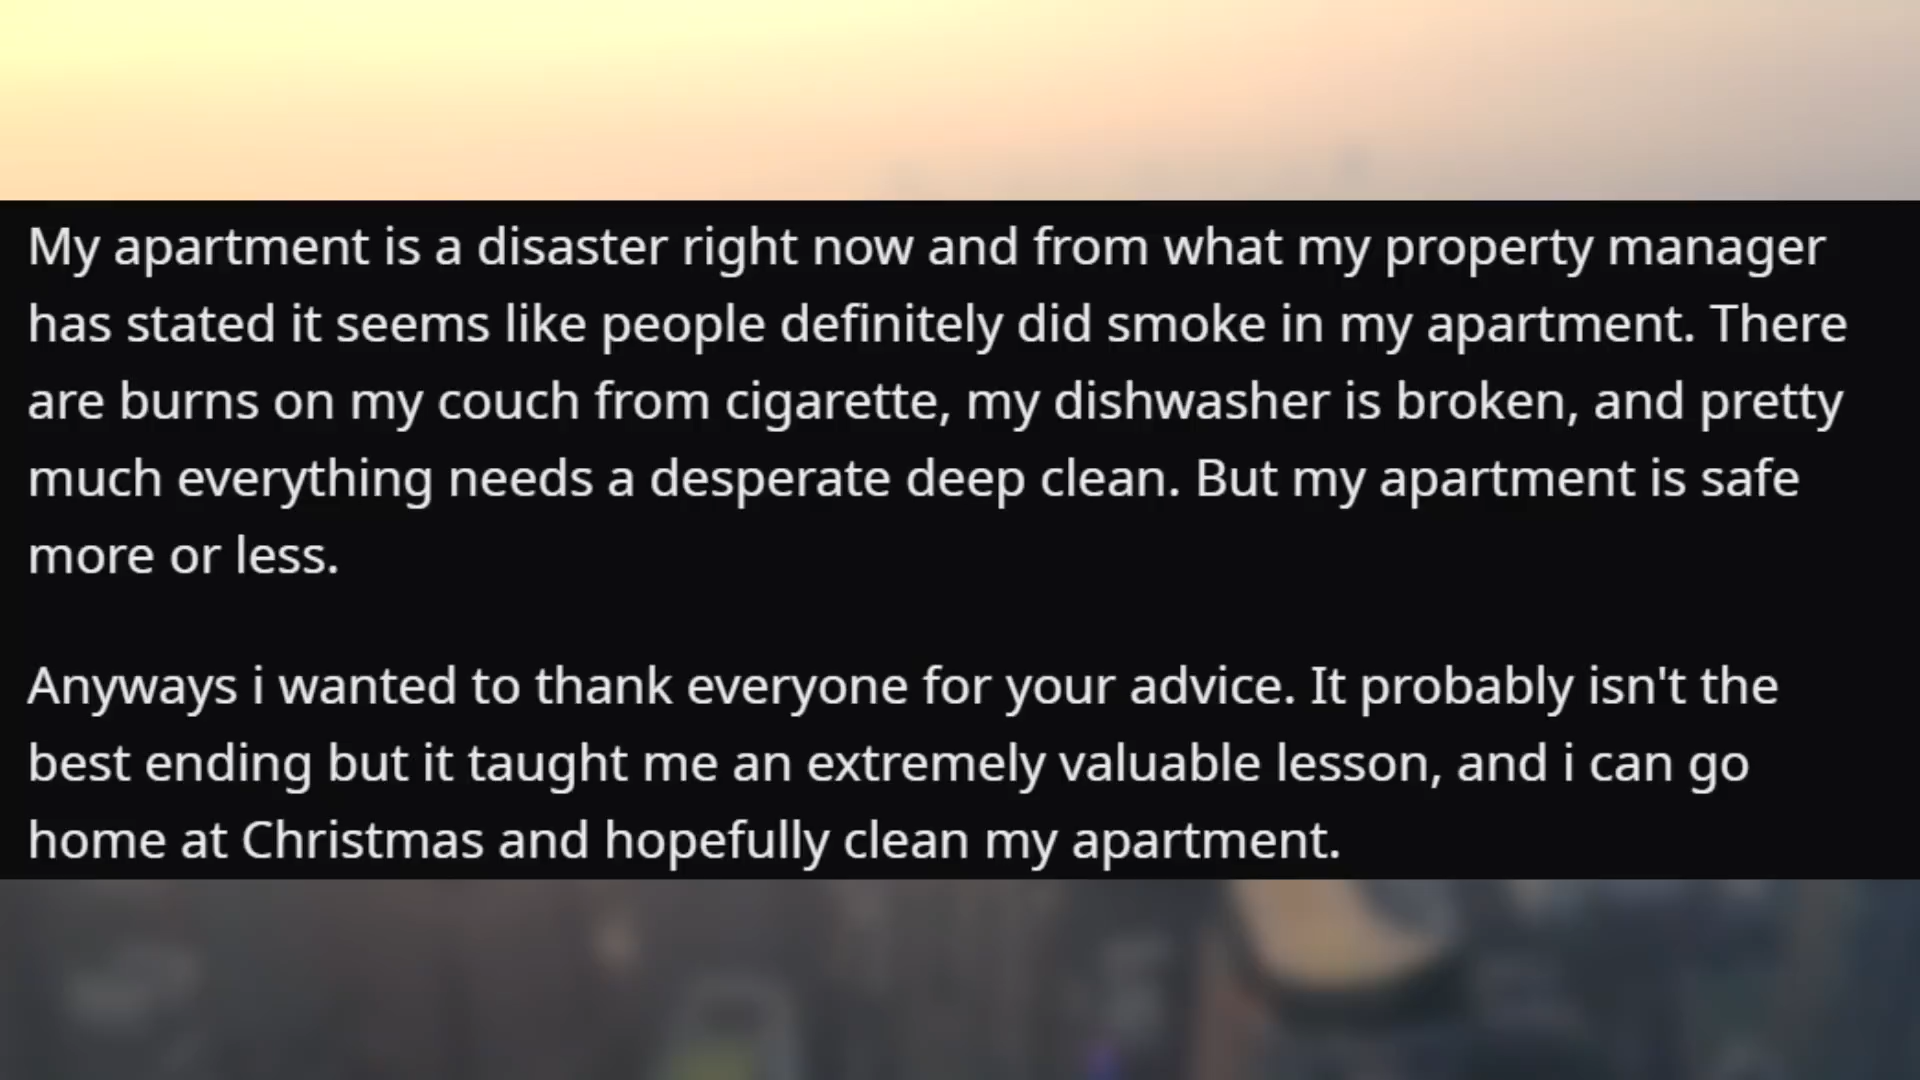 My apartment is a disaster right now and from what my property manager
has stated it seems like people definitely did smoke in my apartment. There
are burns on my couch from cigarette, my dishwasher is broken, and pretty
much everything needs a desperate deep clean. But my apartment is safe
more or less.
Anyways i wanted to thank everyone for your advice. It probably isn't the
best ending but it taught me an extremely valuable lesson, and i can go
home at Christmas and hopefully clean my apartment.